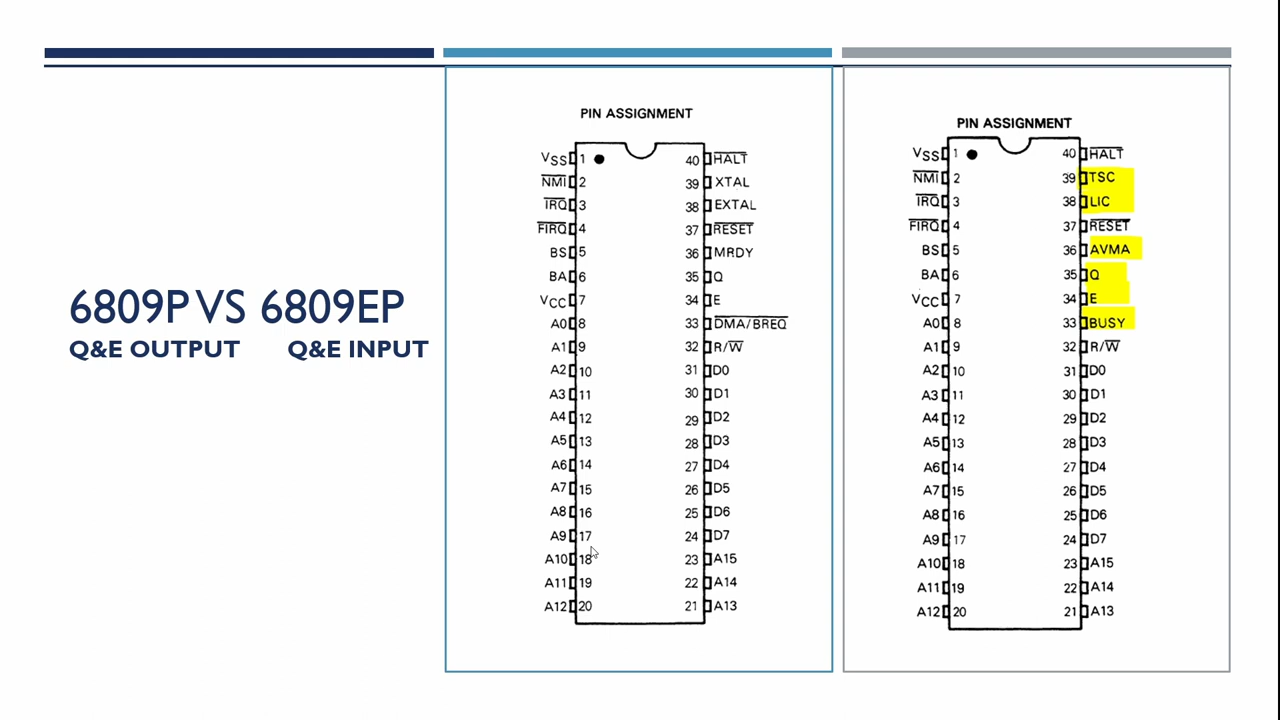 6809P VS 6809EP
Q&E OUTPUT Q&E INPUT
PIN ASSIGNMENT
VSS 1 40 HALT
NMI 2 39 XTAL
IRQ 3 38 EXTAL
FIRQ 4 37 RESET
BS 5 36 MRDY
BA 6 35 Q
VCC 7 34 E
A0 8 33 DMA/BREQ
A1 9 32 R/W
A2 10 31 D0
A3 11 30 D1
A4 12 29 D2
A5 13 28 D3
A6 14 27 D4
A7 15 26 D5
A8 16 25 D6
A9 17 24 D7
A10 18 23 A15
A11 19 22 A14
A12 20 21 A13
PIN ASSIGNMENT
VSS 1 40 HALT
NMI 2 39 TSC
IRQ 3 38 LIC
FIRQ 4 37 RESET
BS 5 36 AVMA
BA 6 35 Q
VCC 7 34 E
A0 8 33 BUSY
A1 9 32 R/W
A2 10 31 D0
A3 11 30 D1
A4 12 29 D2
A5 13 28 D3
A6 14 27 D4
A7 15 26 D5
A8 16 25 D6
A9 17 24 D7
A10 18 23 A15
A11 19 22 A14
A12 20 21 A13